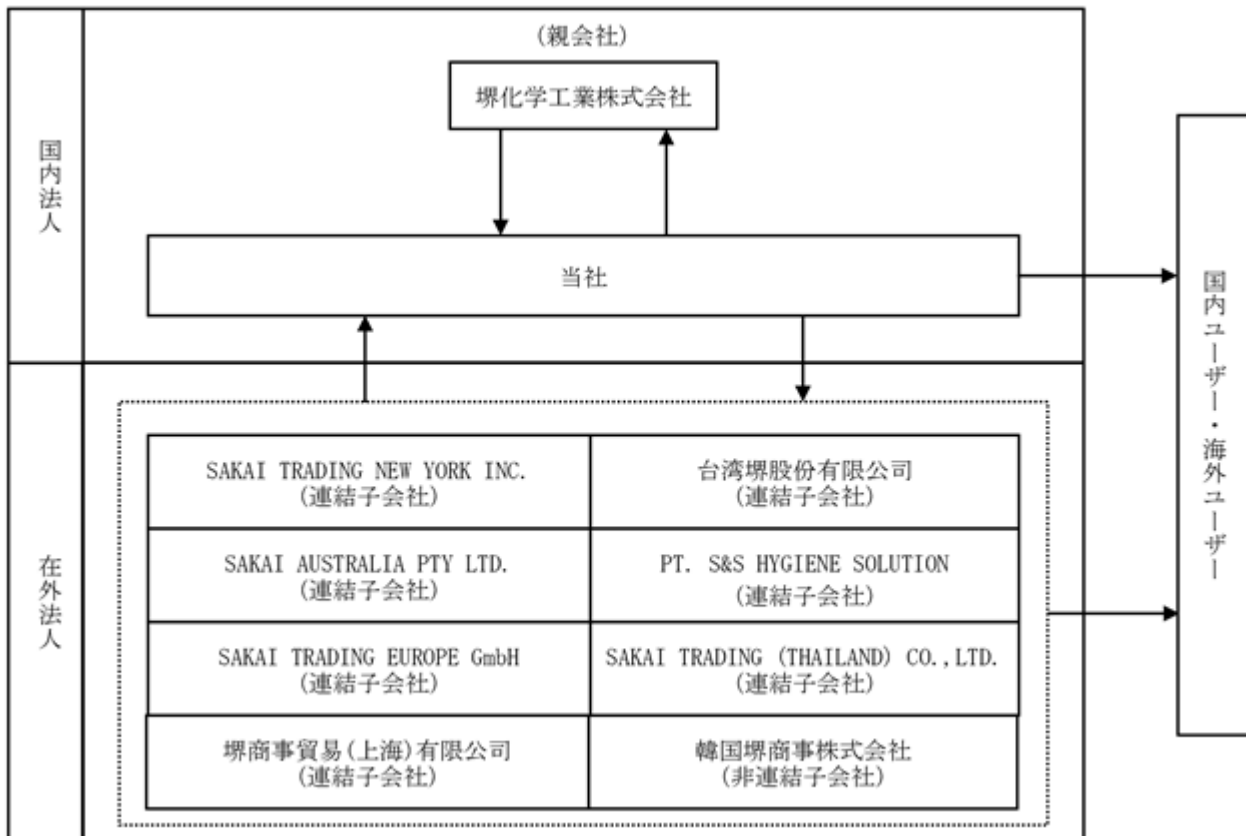 (親会社)
堺化学工業株式会社
国内法人
当社
国内ユーザー・海外ユーザー
在外法人
SAKAI TRADING NEW YORK INC.
(連結子会社)
台湾堺股份有限公司
(連結子会社)
SAKAI AUSTRALIA PTY LTD.
(連結子会社)
PT. S&S HYGIENE SOLUTION
(連結子会社)
SAKAI TRADING EUROPE GmbH
(連結子会社)
SAKAI TRADING (THAILAND) CO.,LTD.
(連結子会社)
堺商事貿易(上海)有限公司
(連結子会社)
韓国堺商事株式会社
(非連結子会社)